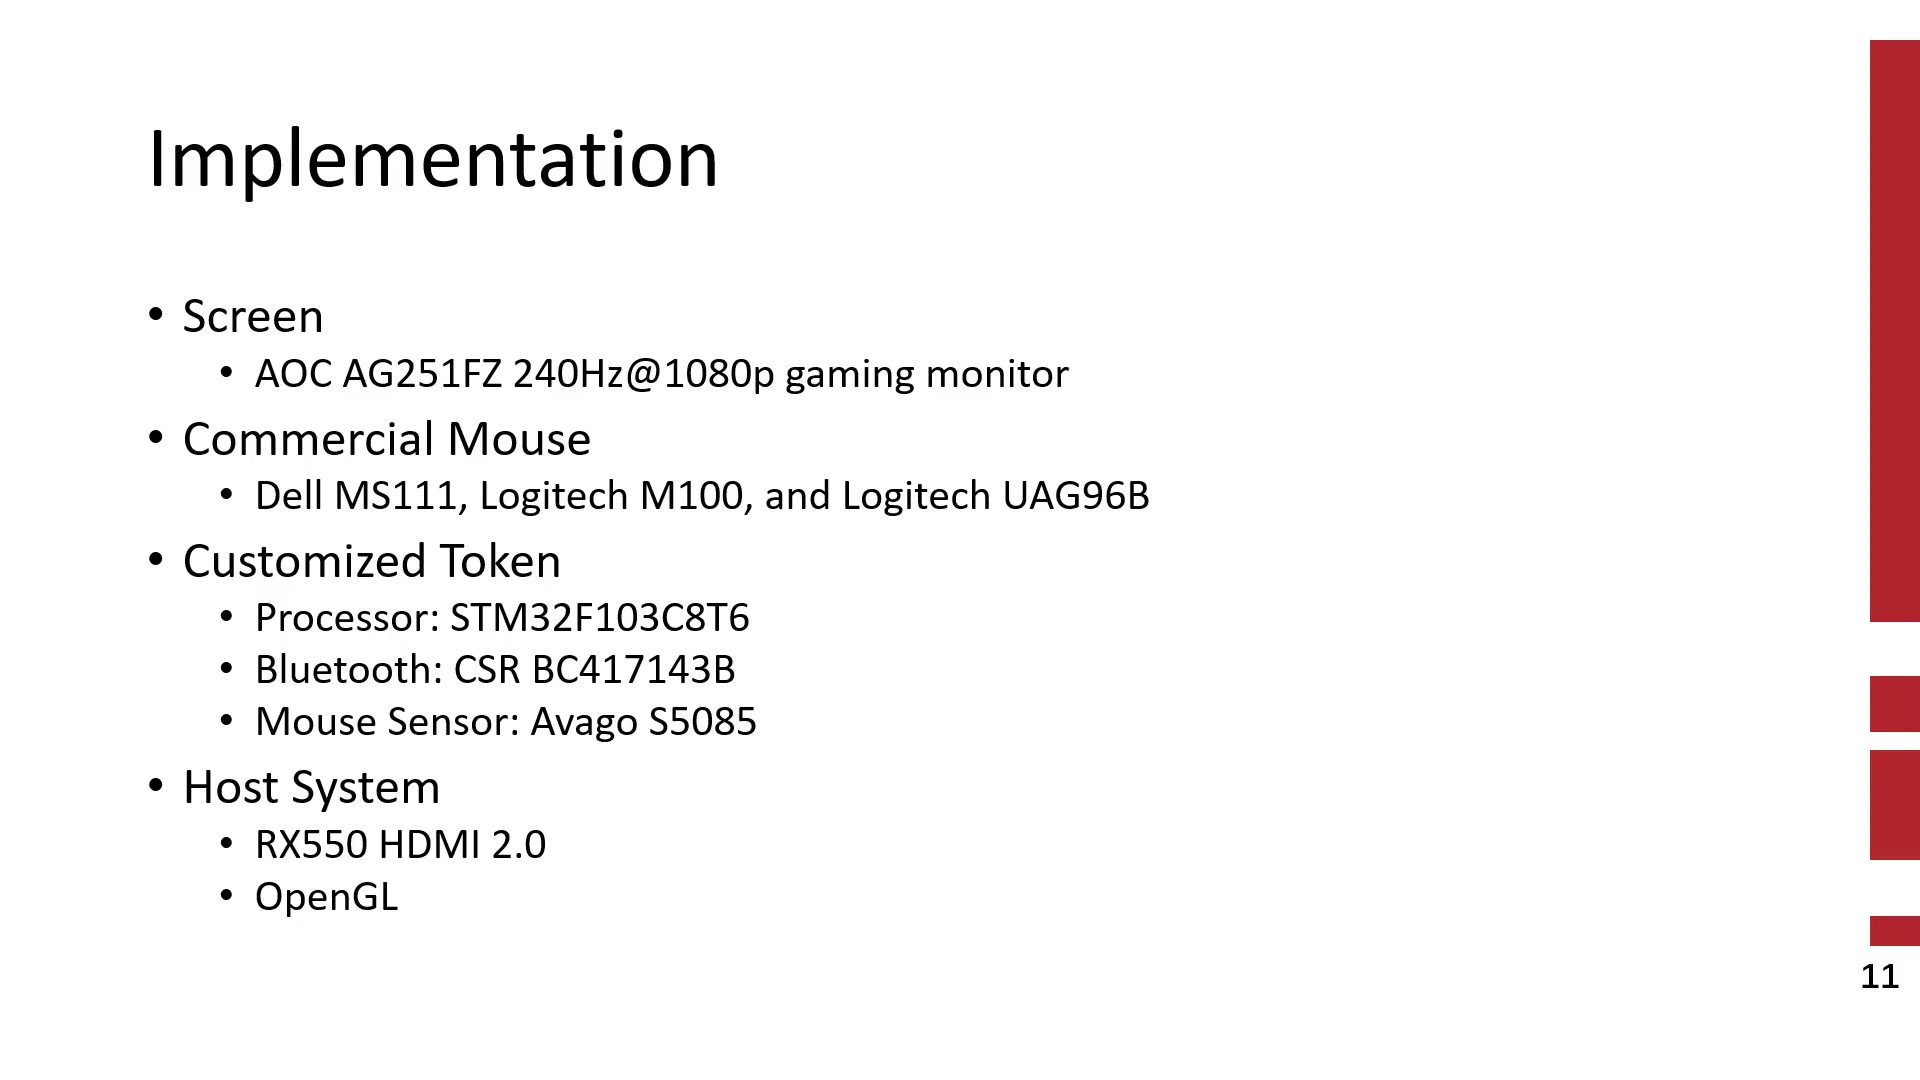 Implementation
• Screen
• AOC AG251FZ 240Hz@1080p gaming monitor
• Commercial Mouse
• Dell MS111, Logitech M100, and Logitech UAG96B
• Customized Token
• Processor: STM32F103C8T6
• Bluetooth: CSR BC417143B
• Mouse Sensor: Avago S5085
• Host System
• RX550 HDMI 2.0
• OpenGL
11